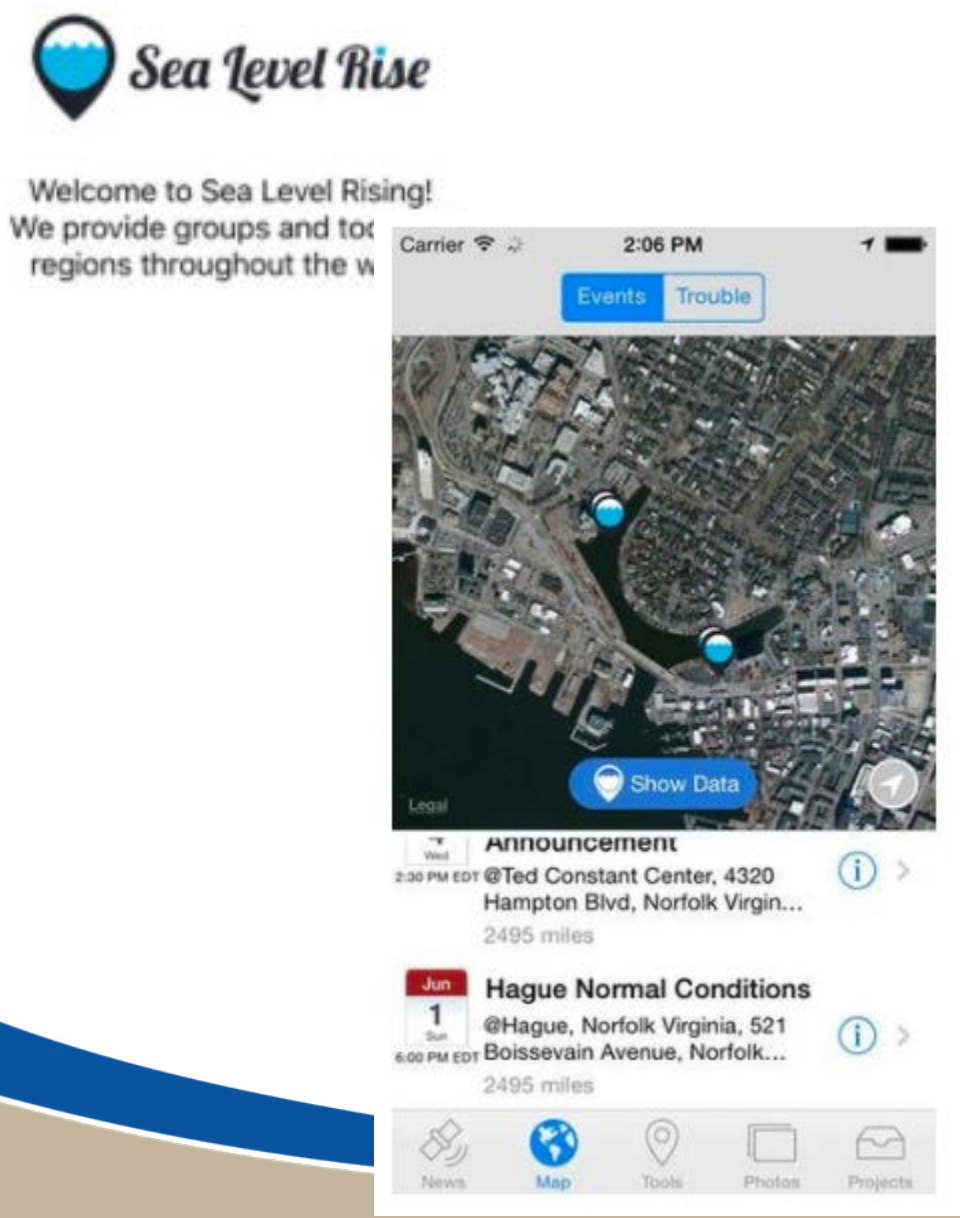 Sea Level Rise
Welcome to Sea Level Rising!
We provide groups and
regions throughout the
Carrier 2:06 PM
Events Trouble
Show Data
Legal
Announcement
Wed
2:30 PM EDT @Ted Constant Center, 4320
Hampton Blvd, Norfolk Virgin...
2495 miles
Jun
1
Sun
6:00 PM EDT
Hague Normal Conditions
@Hague, Norfolk Virginia, 521
Boissevain Avenue, Norfolk...
2495 miles
News Map Tools Photos Projects